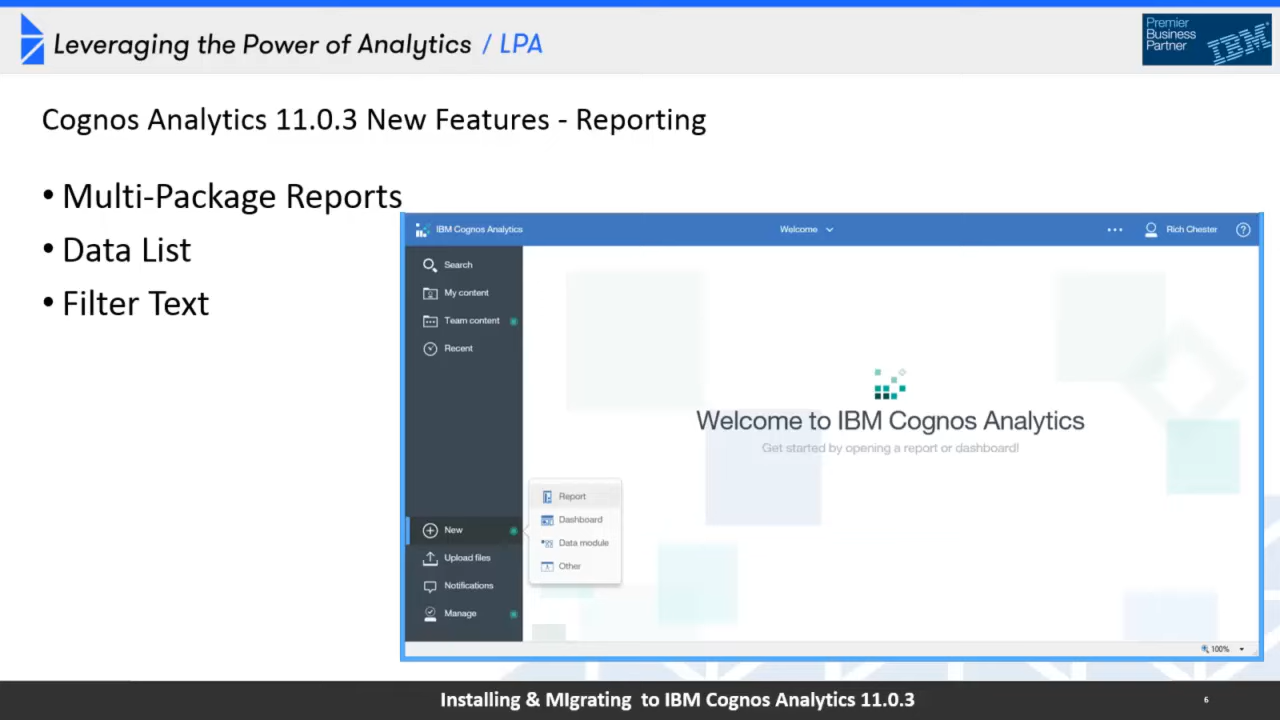 Leveraging the Power of Analytics / LPA
Premier
Business
Partner
IBM
Cognos Analytics 11.0.3 New Features - Reporting
• Multi-Package Reports
• Data List
• Filter Text
IBM Cognos Analytics
Welcome
Rich Chester
?
Search
My content
Team content
Recent
Welcome to IBM Cognos Analytics
Get started by opening a report or dashboard!
Report
Dashboard
Data module
Other
New
Upload files
Notifications
Manage
100%
Installing & MIgrating to IBM Cognos Analytics 11.0.3
6